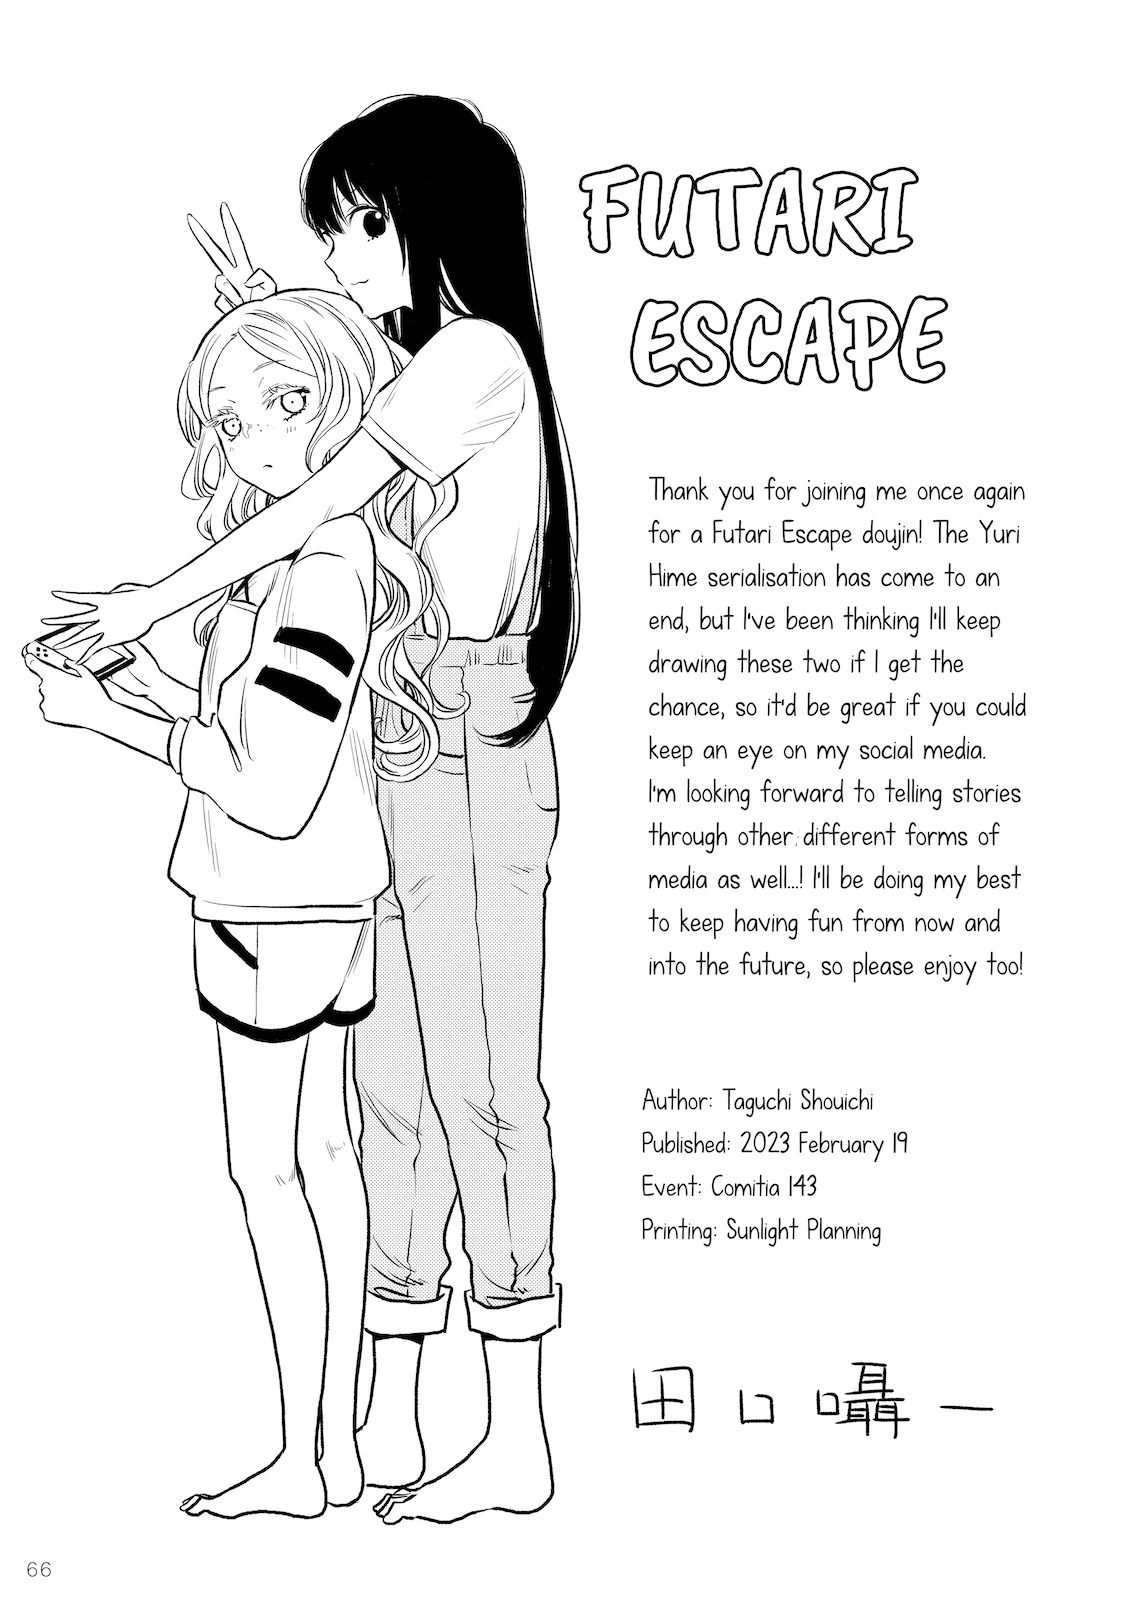 FUTARI
ESCAPE
Thank you for joining me once again
for a Futari Escape doujin! The Yuri
Hime serialisation has come to an
end, but I've been thinking I'll keep
drawing these two if I get the
chance, so it'd be great if you could
keep an eye on my social media.
I'm looking forward to telling stories
through other, different forms of
media as well...! I'll be doing my best
to keep having fun from now and
into the future, so please enjoy too!
Author: Taguchi Shouichi
Published: 2023 February 19
Event: Comitia 143
Printing: Sunlight Planning
田口囁一
66